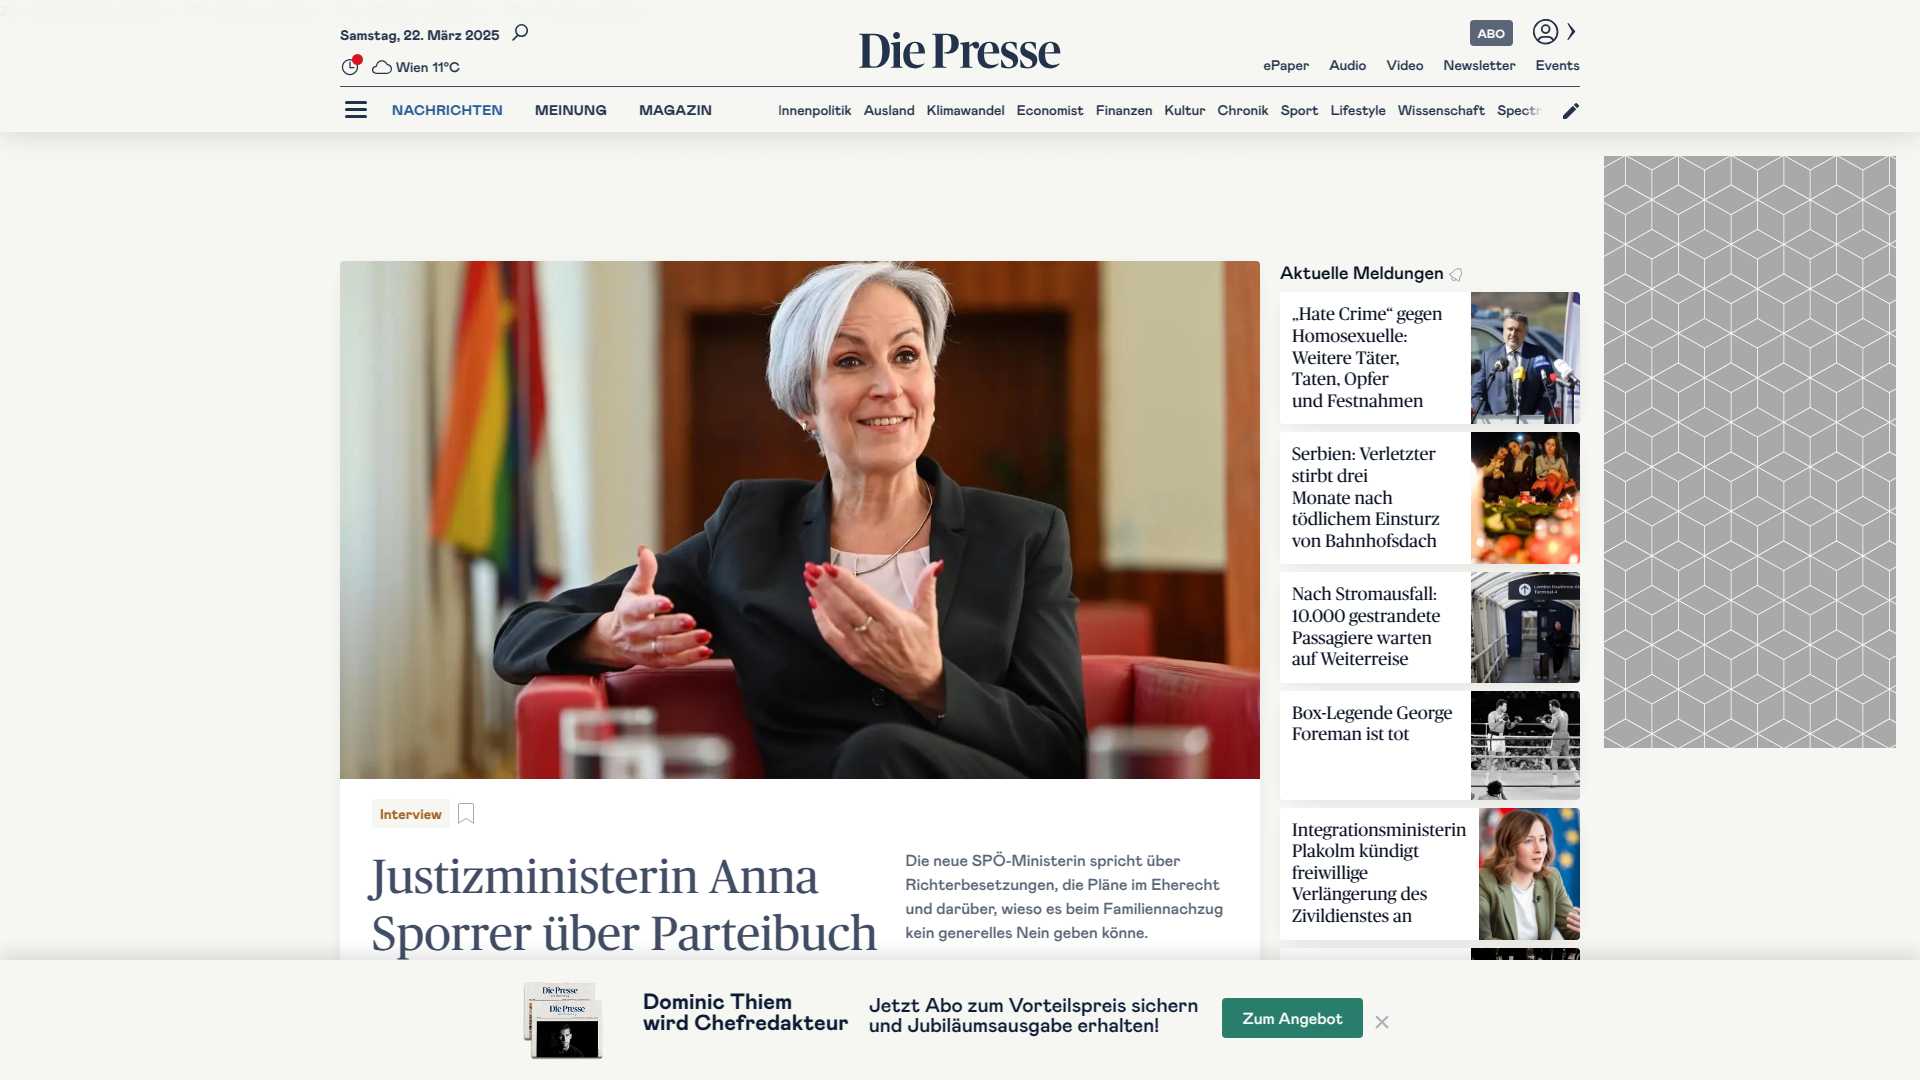 Samstag, 22. März 2025
Wien 11°C
Die Presse
ABO
ePaper Audio Video Newsletter Events
NACHRICHTEN MEINUNG MAGAZIN
Innenpolitik Ausland Klimawandel Economist Finanzen Kultur Chronik Sport Lifestyle Wissenschaft Spectr
Interview
Justizministerin Anna
Sporrer über Parteibuch
Die neue SPÖ-Ministerin spricht über
Richterbesetzungen, die Pläne im Eherecht
und darüber, wieso es beim Familiennachzug
kein generelles Nein geben könne.
Aktuelle Meldungen
„Hate Crime“ gegen
Homosexuelle:
Weitere Täter,
Taten, Opfer
und Festnahmen
Serbien: Verletzter
stirbt drei
Monate nach
tödlichem Einsturz
von Bahnhofsdach
Nach Stromausfall:
10.000 gestrandete
Passagiere warten
auf Weiterreise
Box-Legende George
Foreman ist tot
Integrationsministerin
Plakolm kündigt
freiwillige
Verlängerung des
Zivildienstes an
Die Presse
Die Presse
Dominic Thiem
wird Chefredakteur
Jetzt Abo zum Vorteilspreis sichern
und Jubiläumsausgabe erhalten!
Zum Angebot